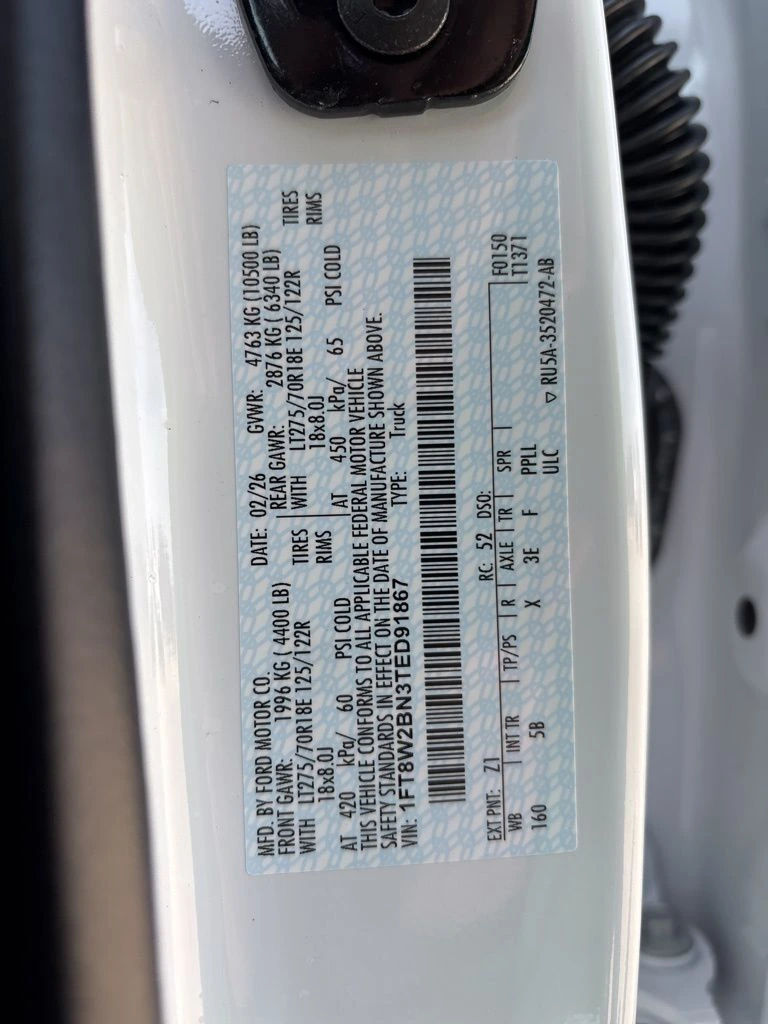 MFD. BY FORD MOTOR CO. DATE: 02/26 GVWR: 4763 KG (10500 LB)
FRONT GAWR: 1996 KG ( 4400 LB) REAR GAWR: 2876 KG ( 6340 LB)
WITH LT275/70R18E 125/122R TIRES WITH LT275/70R18E 125/122R TIRES
18x8.0J RIMS 18x8.0J RIMS
AT 420 kPa/ 60 PSI COLD AT 450 kPa/ 65 PSI COLD
THIS VEHICLE CONFORMS TO ALL APPLICABLE FEDERAL MOTOR VEHICLE
SAFETY STANDARDS IN EFFECT ON THE DATE OF MANUFACTURE SHOWN ABOVE.
VIN: 1FT8W2BN3TED91867 TYPE: Truck
EXT PNT: Z1 RC: 52 DSO: F0150
WB INT TR TP/PS R AXLE TR SPR T1371
160 5B X 3E F PPLL
ULC ▽ RU5A-3520472-AB